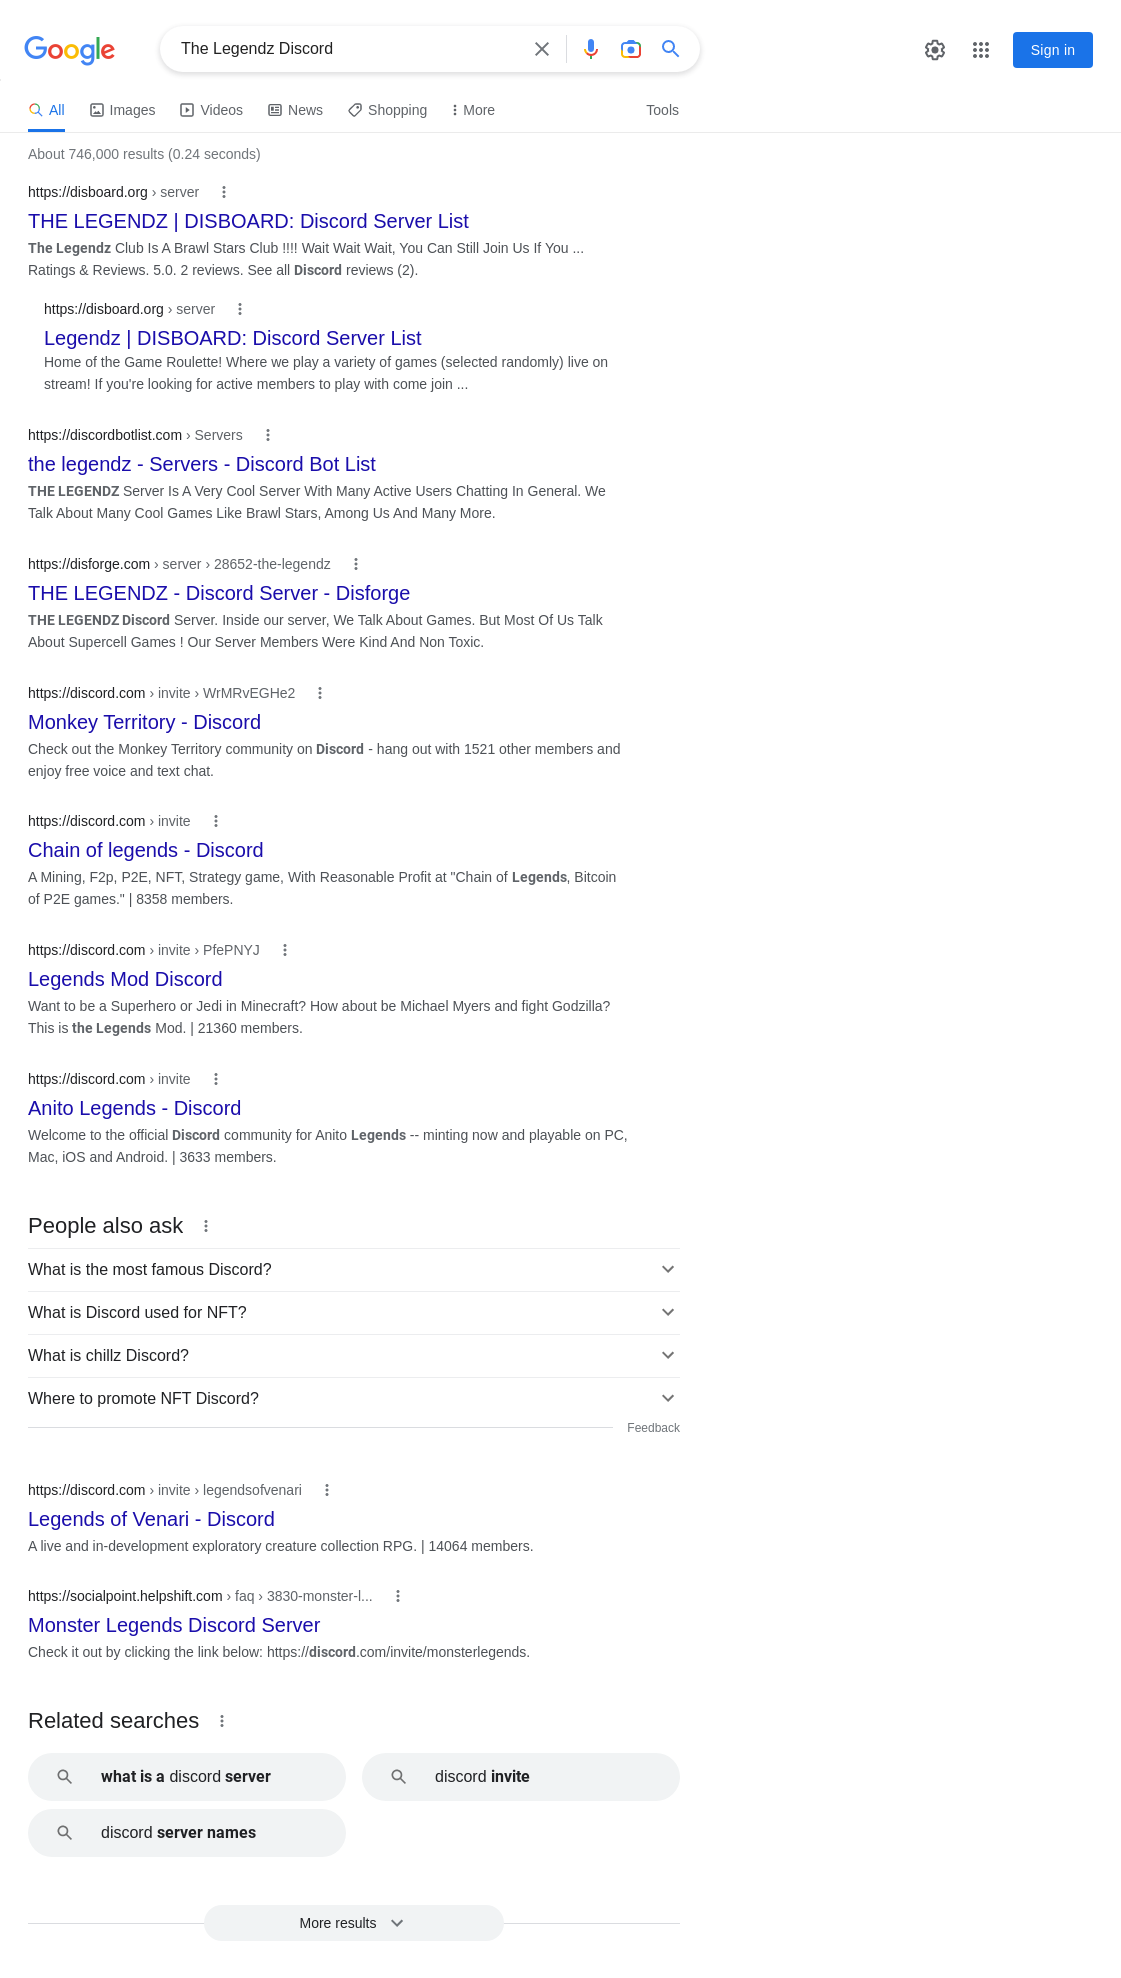 Google
The Legendz Discord
Sign in
All
Images
Videos
News
Shopping
More
Tools
About 746,000 results (0.24 seconds)
https://disboard.org › server
THE LEGENDZ | DISBOARD: Discord Server List
The Legendz Club Is A Brawl Stars Club !!!! Wait Wait Wait, You Can Still Join Us If You ...
Ratings & Reviews. 5.0. 2 reviews. See all Discord reviews (2).
https://disboard.org › server
Legendz | DISBOARD: Discord Server List
Home of the Game Roulette! Where we play a variety of games (selected randomly) live on
stream! If you're looking for active members to play with come join ...
https://discordbotlist.com › Servers
the legendz - Servers - Discord Bot List
THE LEGENDZ Server Is A Very Cool Server With Many Active Users Chatting In General. We
Talk About Many Cool Games Like Brawl Stars, Among Us And Many More.
https://disforge.com › server › 28652-the-legendz
THE LEGENDZ - Discord Server - Disforge
THE LEGENDZ Discord Server. Inside our server, We Talk About Games. But Most Of Us Talk
About Supercell Games ! Our Server Members Were Kind And Non Toxic.
https://discord.com › invite › WrMRvEGHe2
Monkey Territory - Discord
Check out the Monkey Territory community on Discord - hang out with 1521 other members and
enjoy free voice and text chat.
https://discord.com › invite
Chain of legends - Discord
A Mining, F2p, P2E, NFT, Strategy game, With Reasonable Profit at "Chain of Legends, Bitcoin
of P2E games." | 8358 members.
https://discord.com › invite › PfePNYJ
Legends Mod Discord
Want to be a Superhero or Jedi in Minecraft? How about be Michael Myers and fight Godzilla?
This is the Legends Mod. | 21360 members.
https://discord.com › invite
Anito Legends - Discord
Welcome to the official Discord community for Anito Legends -- minting now and playable on PC,
Mac, iOS and Android. | 3633 members.
People also ask
What is the most famous Discord?
What is Discord used for NFT?
What is chillz Discord?
Where to promote NFT Discord?
Feedback
https://discord.com › invite › legendsofvenari
Legends of Venari - Discord
A live and in-development exploratory creature collection RPG. | 14064 members.
https://socialpoint.helpshift.com › faq › 3830-monster-l...
Monster Legends Discord Server
Check it out by clicking the link below: https://discord.com/invite/monsterlegends.
Related searches
what is a discord server
discord invite
discord server names
More results